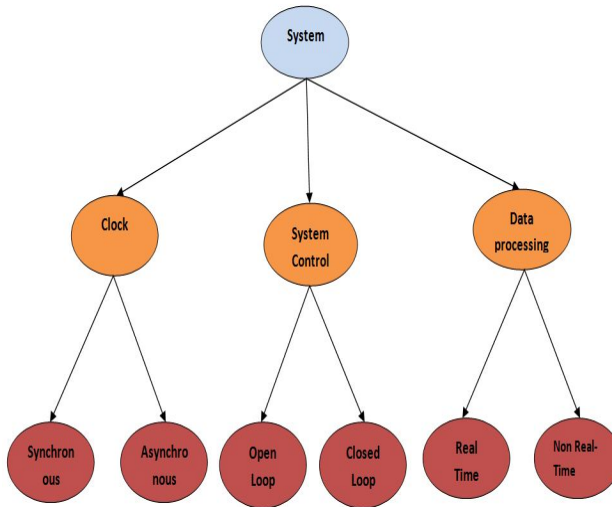 System
Clock
System
Control
Data
processing
Synchron
ous
Asynchro
nous
Open
Loop
Closed
Loop
Real
Time
Non Real-
Time